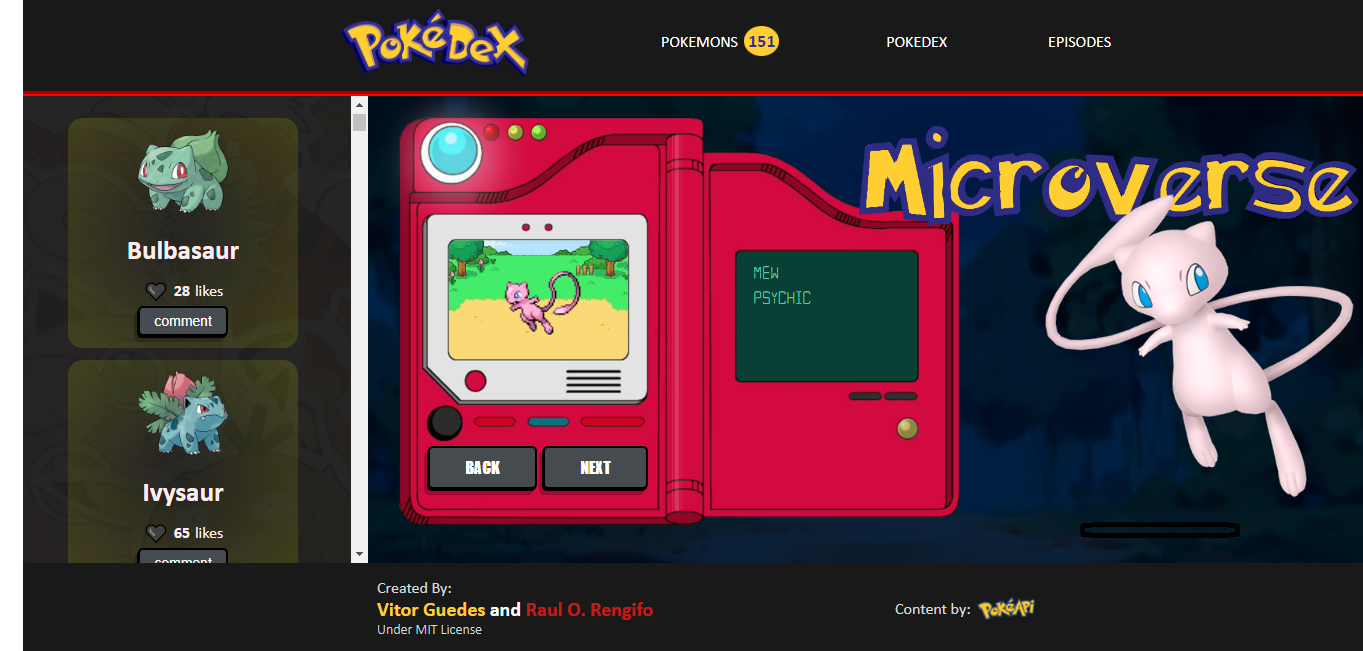 POKéDEX
POKEMONS 151
POKEDEX
EPISODES
Bulbasaur
28 likes
comment
Ivysaur
65 likes
comment
MEW
PSYCHIC
BACK
NEXT
Microverse
Created By:
Vitor Guedes and Raul O. Rengifo
Under MIT License
Content by: PokéAPi